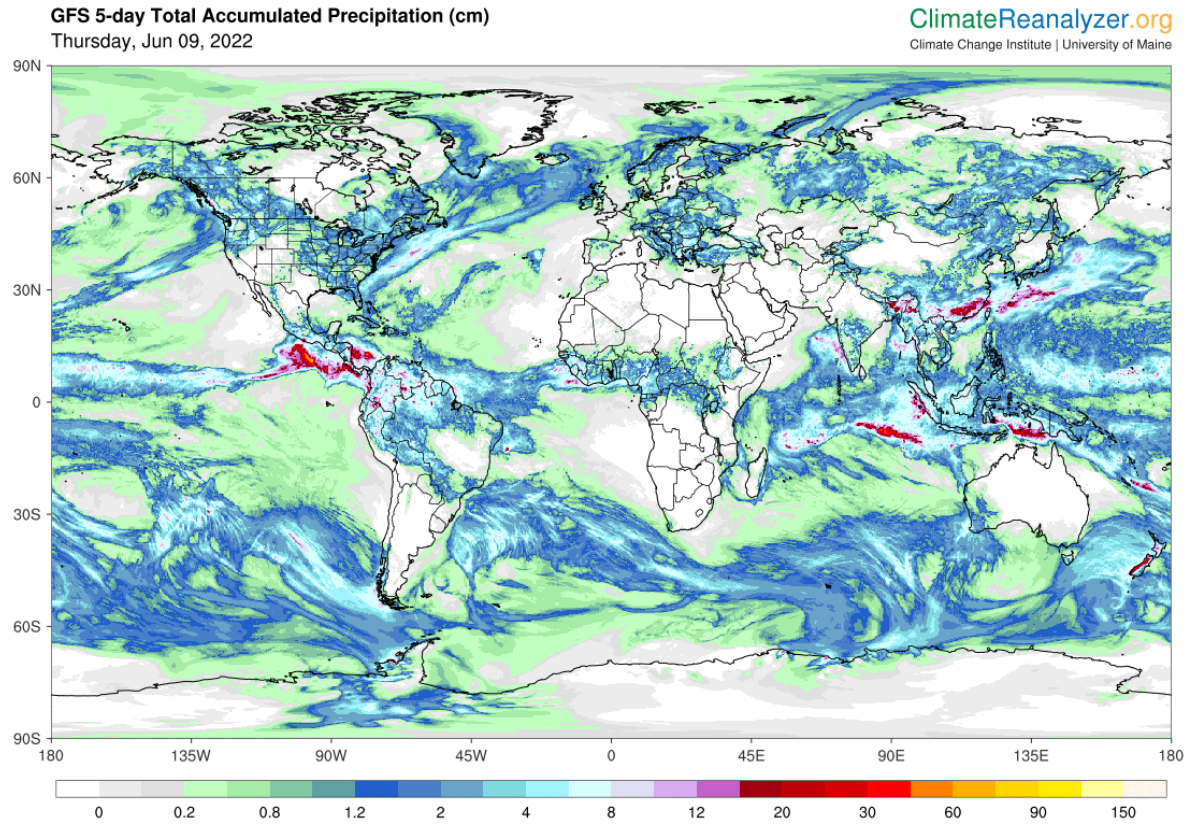 GFS 5-day Total Accumulated Precipitation (cm)
Thursday, Jun 09, 2022
ClimateReanalyzer.org
Climate Change Institute | University of Maine
90N
60N
30N
0
30S
60S
90S
180 135W 90W 45W 0 45E 90E 135E 180
0 0.2 0.8 1.2 2 4 8 12 20 30 60 90 150